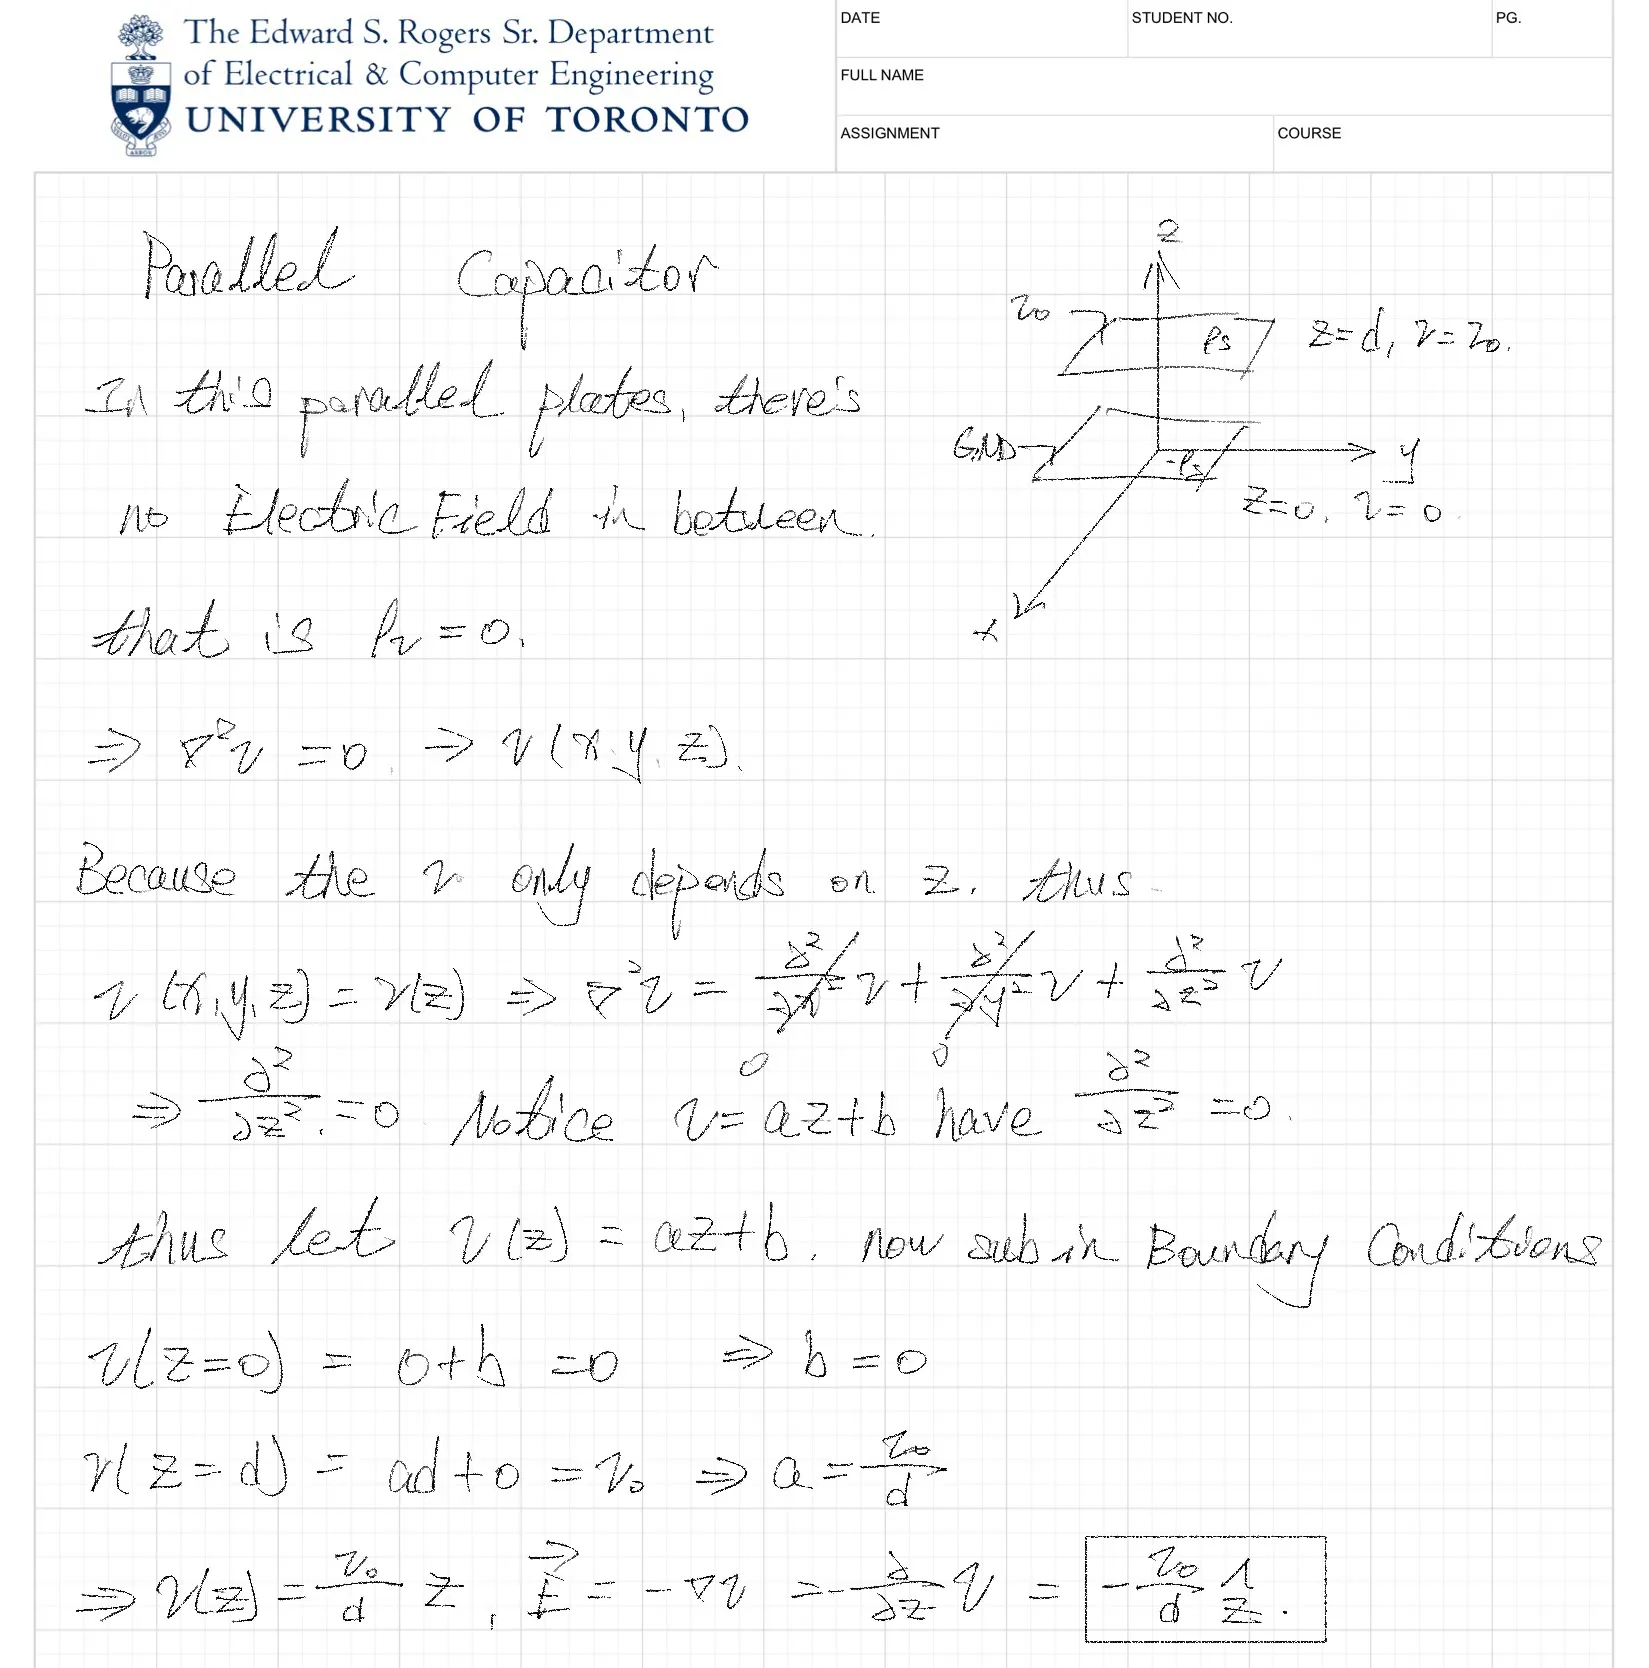 The Edward S. Rogers Sr. Department
of Electrical & Computer Engineering
UNIVERSITY OF TORONTO
DATE
STUDENT NO.
PG.
FULL NAME
ASSIGNMENT
COURSE
Parallel Capacitor
z
v₀
ρs
z=d, v=v₀.
GND
-ρs
y
z=0, v=0.
x
In this parallel plates, there's
no Electric Field in between.
that is ρv = 0.
⇒ ∇²v = 0. → v(x,y,z).
Because the v only depends on z. thus
v(x,y,z) = v(z) ⇒ ∇²v = ∂²/∂x² v + ∂²/∂y² v + ∂²/∂z² v
0 0
⇒ ∂²/∂z² = 0 Notice v = az+b have ∂²/∂z² = 0.
thus let v(z) = az+b. now sub in Boundary Conditions
v(z=0) = 0+b = 0 ⇒ b = 0
v(z=d) = ad+0 = v₀ ⇒ a = v₀/d
⇒ v(z) = v₀/d z, E⃗ = -∇v = -∂/∂z v = -v₀/d ẑ.